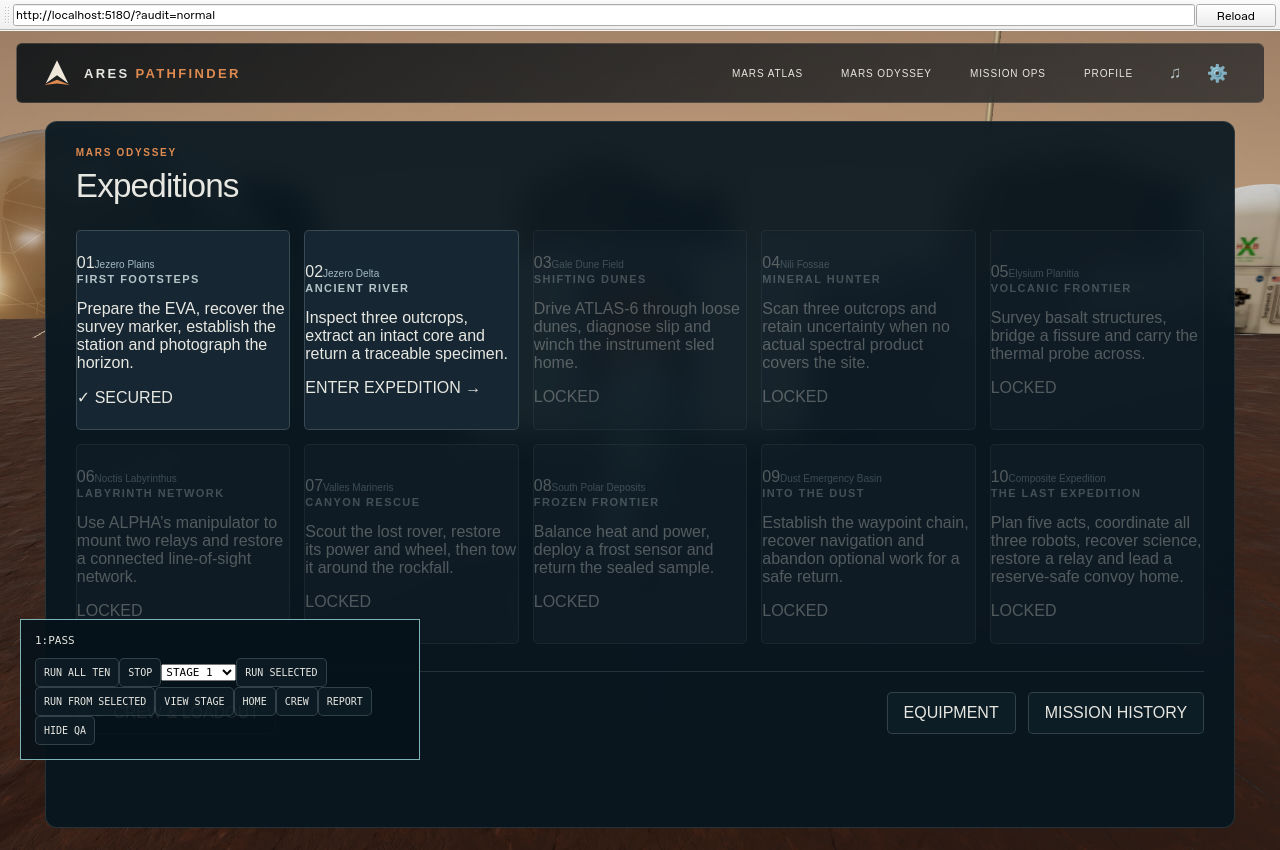 http://localhost:5180/?audit=normal
Reload
ARES PATHFINDER
MARS ATLAS
MARS ODYSSEY
MISSION OPS
PROFILE
MARS ODYSSEY
Expeditions
01Jezero Plains
FIRST FOOTSTEPS
Prepare the EVA, recover the
survey marker, establish the
station and photograph the
horizon.
✓ SECURED
02Jezero Delta
ANCIENT RIVER
Inspect three outcrops,
extract an intact core and
return a traceable specimen.
ENTER EXPEDITION →
03Gale Dune Field
SHIFTING DUNES
Drive ATLAS-6 through loose
dunes, diagnose slip and
winch the instrument sled
home.
LOCKED
04Nili Fossae
MINERAL HUNTER
Scan three outcrops and
retain uncertainty when no
actual spectral product
covers the site.
LOCKED
05Elysium Planitia
VOLCANIC FRONTIER
Survey basalt structures,
bridge a fissure and carry the
thermal probe across.
LOCKED
06Noctis Labyrinthus
LABYRINTH NETWORK
Use ALPHA's manipulator to
mount two relays and restore
a connected line-of-sight
network.
LOCKED
07Valles Marineris
CANYON RESCUE
Scout the lost rover, restore
its power and wheel, then tow
it around the rockfall.
LOCKED
08South Polar Deposits
FROZEN FRONTIER
Balance heat and power,
deploy a frost sensor and
return the sealed sample.
LOCKED
09Dust Emergency Basin
INTO THE DUST
Establish the waypoint chain,
recover navigation and
abandon optional work for a
safe return.
LOCKED
10Composite Expedition
THE LAST EXPEDITION
Plan five acts, coordinate all
three robots, recover science,
restore a relay and lead a
reserve-safe convoy home.
LOCKED
1:PASS
RUN ALL TEN
STOP
STAGE 1
RUN SELECTED
RUN FROM SELECTED
VIEW STAGE
HOME
CREW
REPORT
HIDE QA
CREW & LOADOUT
EQUIPMENT
MISSION HISTORY